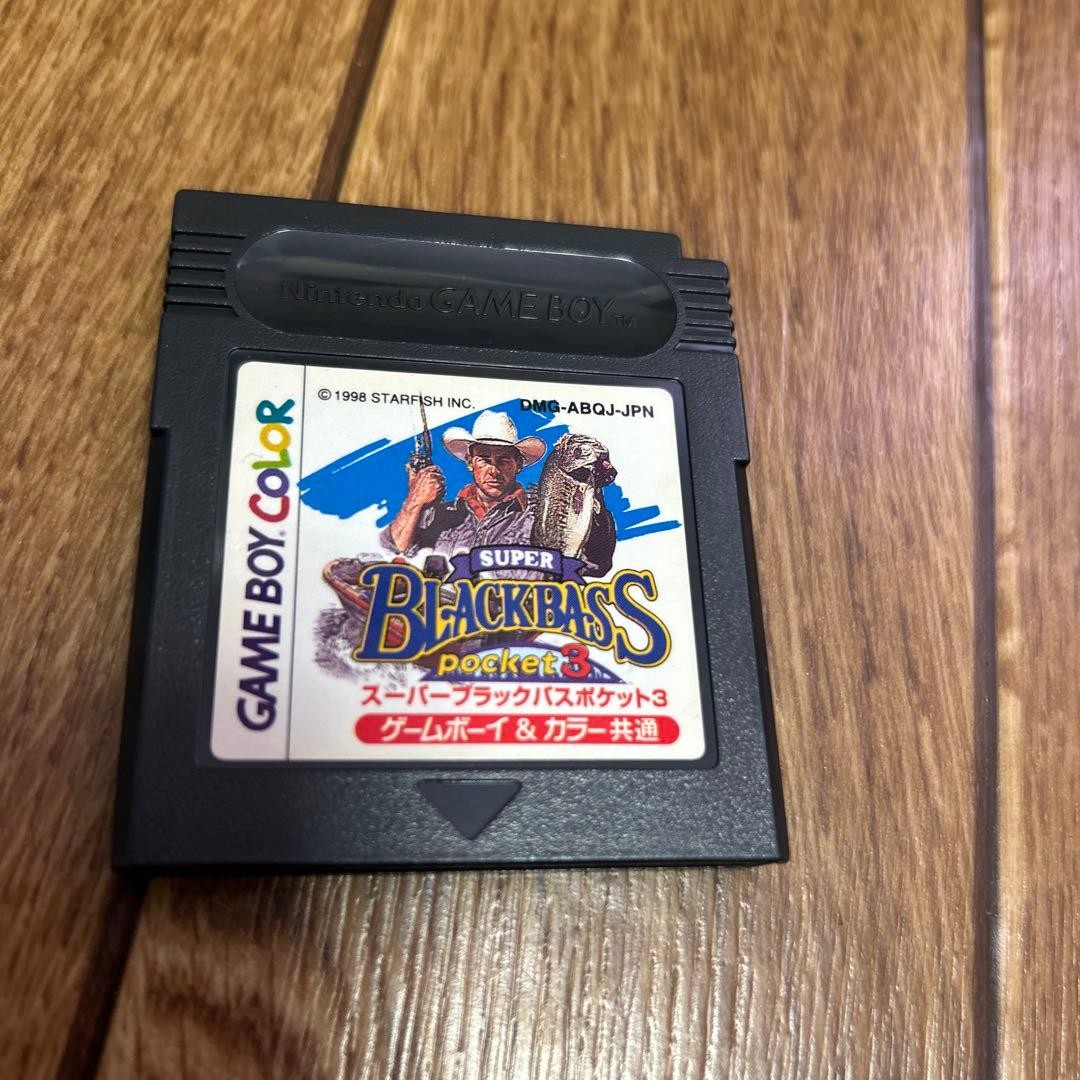 Nintendo GAME BOY™
© 1998 STARFISH INC.
DMG-ABQJ-JPN
GAME BOY COLOR
SUPER
BLACKBASS
pocket 3
スーパーブラックバスポケット3
ゲームボーイ & カラー共通